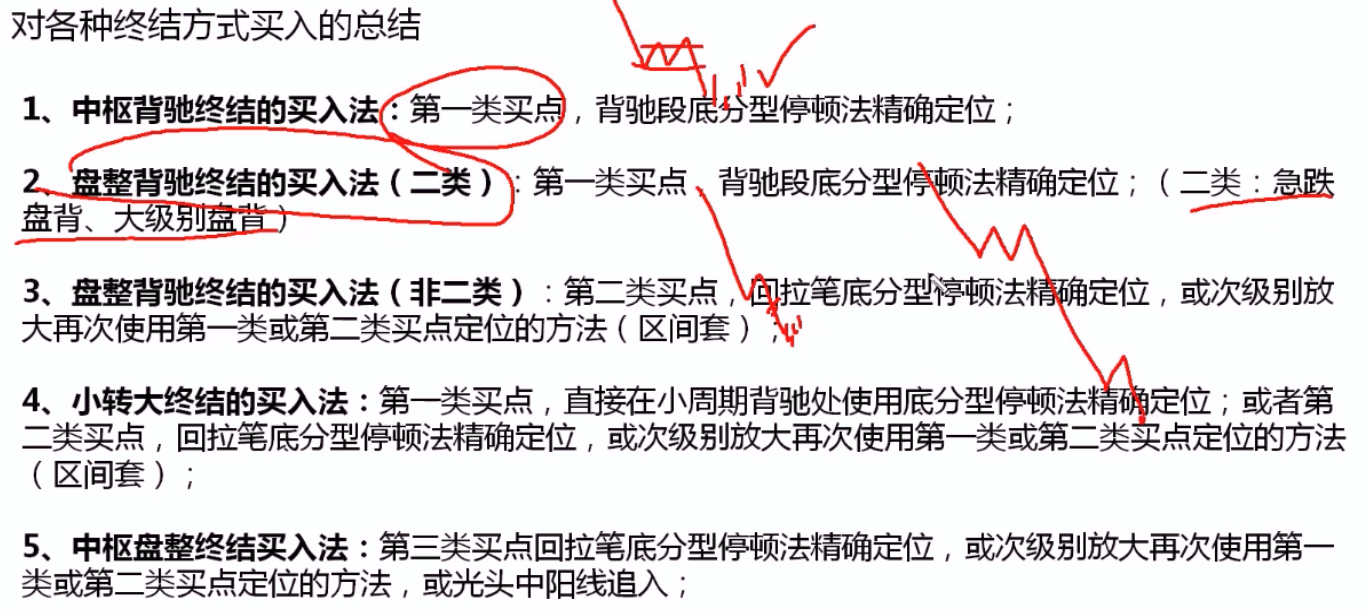 对各种终结方式买入的总结
1、中枢背驰终结的买入法：第一类买点，背驰段底分型停顿法精确定位；
2、盘整背驰终结的买入法（二类）：第一类买点，背驰段底分型停顿法精确定位；（二类：急跌
盘背、大级别盘背）
3、盘整背驰终结的买入法（非二类）：第二类买点，回拉笔底分型停顿法精确定位，或次级别放
大再次使用第一类或第二类买点定位的方法（区间套）；
4、小转大终结的买入法：第一类买点，直接在小周期背驰处使用底分型停顿法精确定位；或者第
二类买点，回拉笔底分型停顿法精确定位，或次级别放大再次使用第一类或第二类买点定位的方法
（区间套）；
5、中枢盘整终结买入法：第三类买点回拉笔底分型停顿法精确定位，或次级别放大再次使用第一
类或第二类买点定位的方法，或光头中阳线追入；